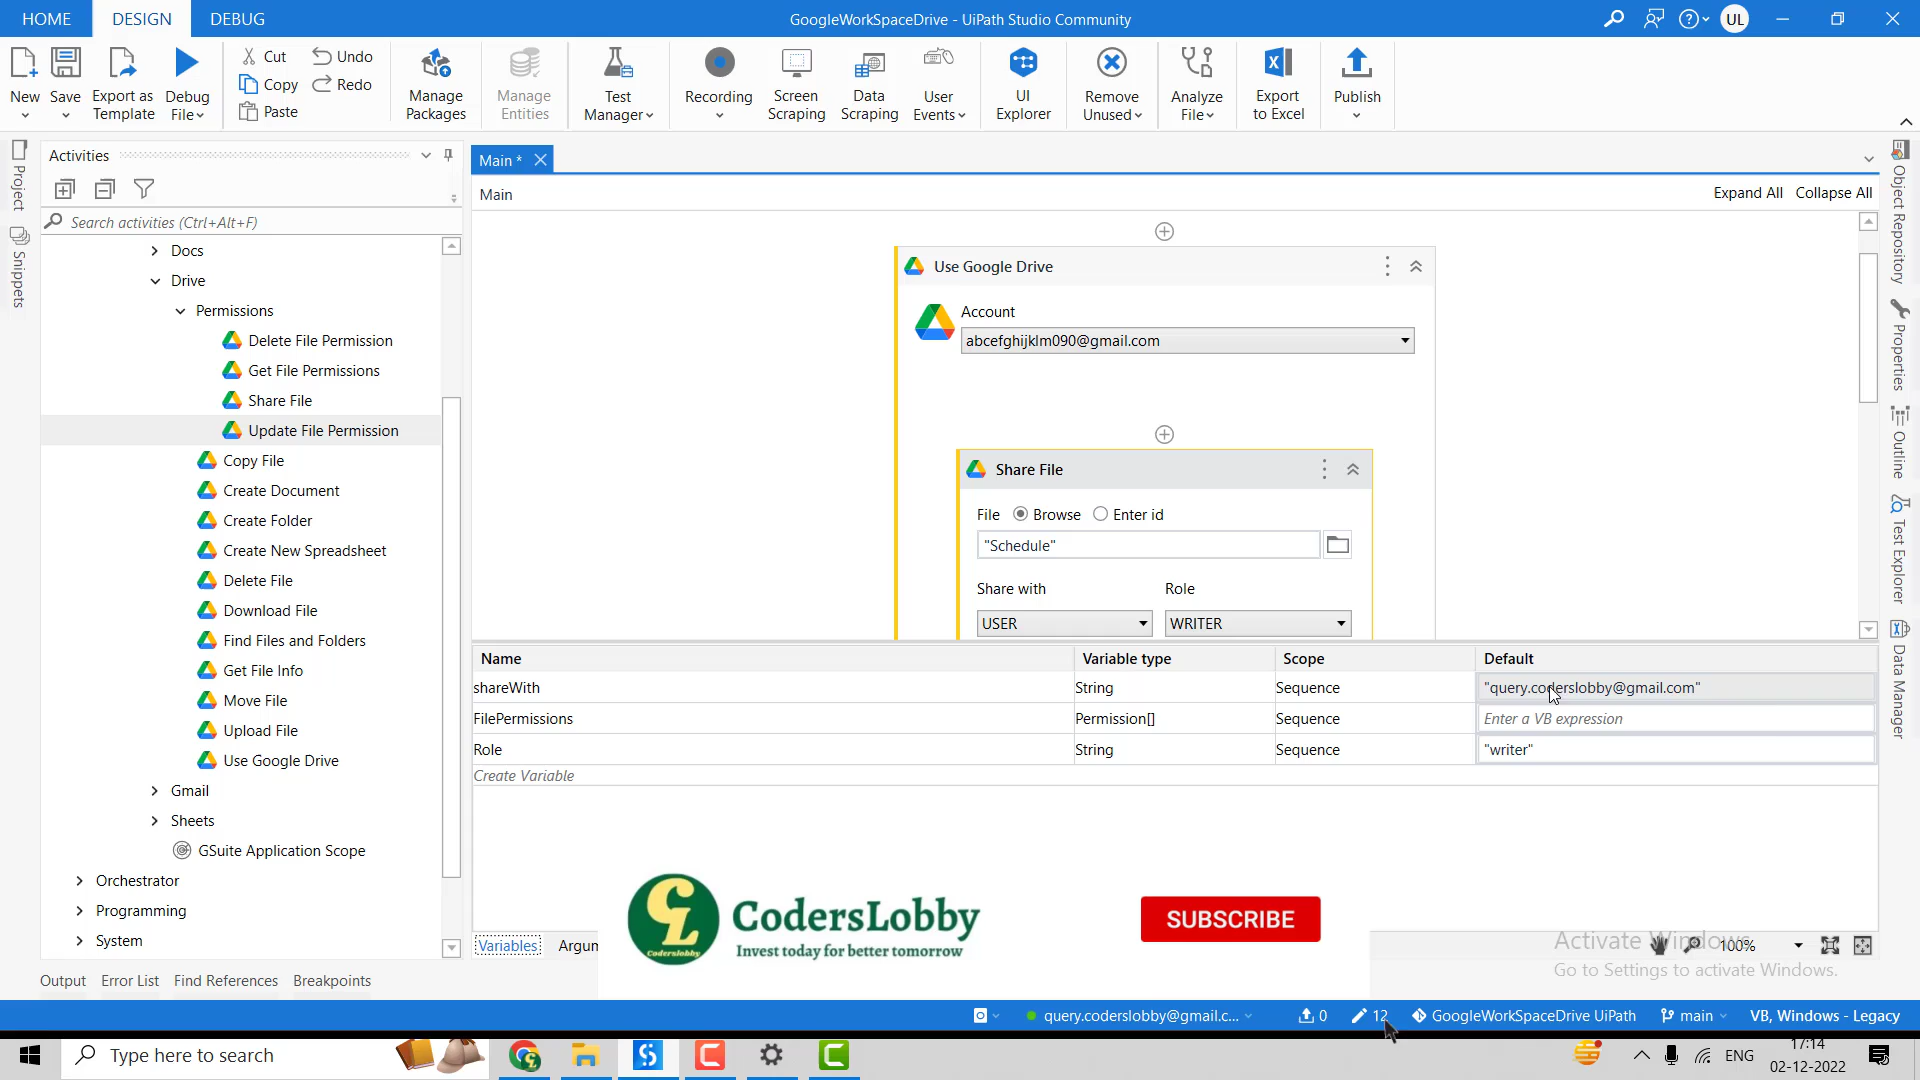 HOME
DESIGN
DEBUG
GoogleWorkSpaceDrive - UiPath Studio Community
UL
New
Save
Export as
Template
Debug
File
Cut
Copy
Paste
Undo
Redo
Manage
Packages
Manage
Entities
Test
Manager
Recording
Screen
Scraping
Data
Scraping
User
Events
UI
Explorer
Remove
Unused
Analyze
File
Export
to Excel
Publish
Project
Snippets
Activities
Search activities (Ctrl+Alt+F)
Docs
Drive
Permissions
Delete File Permission
Get File Permissions
Share File
Update File Permission
Copy File
Create Document
Create Folder
Create New Spreadsheet
Delete File
Download File
Find Files and Folders
Get File Info
Move File
Upload File
Use Google Drive
Gmail
Sheets
GSuite Application Scope
Orchestrator
Programming
System
Main *
Main
Expand All
Collapse All
Use Google Drive
Account
abcefghijklm090@gmail.com
Share File
File
Browse
Enter id
"Schedule"
Share with
Role
USER
WRITER
Name
Variable type
Scope
Default
shareWith
String
Sequence
"query.coderslobby@gmail.com"
FilePermissions
Permission[]
Sequence
Enter a VB expression
Role
String
Sequence
"writer"
Create Variable
CodersLobby
Invest today for better tomorrow
Coderslobby
SUBSCRIBE
Variables
Argum
100%
Activate Windows
Go to Settings to activate Windows.
Object Repository
Properties
Outline
Test Explorer
Data Manager
Output
Error List
Find References
Breakpoints
query.coderslobby@gmail.c...
0
12
GoogleWorkSpaceDrive UiPath
main
VB, Windows - Legacy
Type here to search
ENG
17:14
02-12-2022